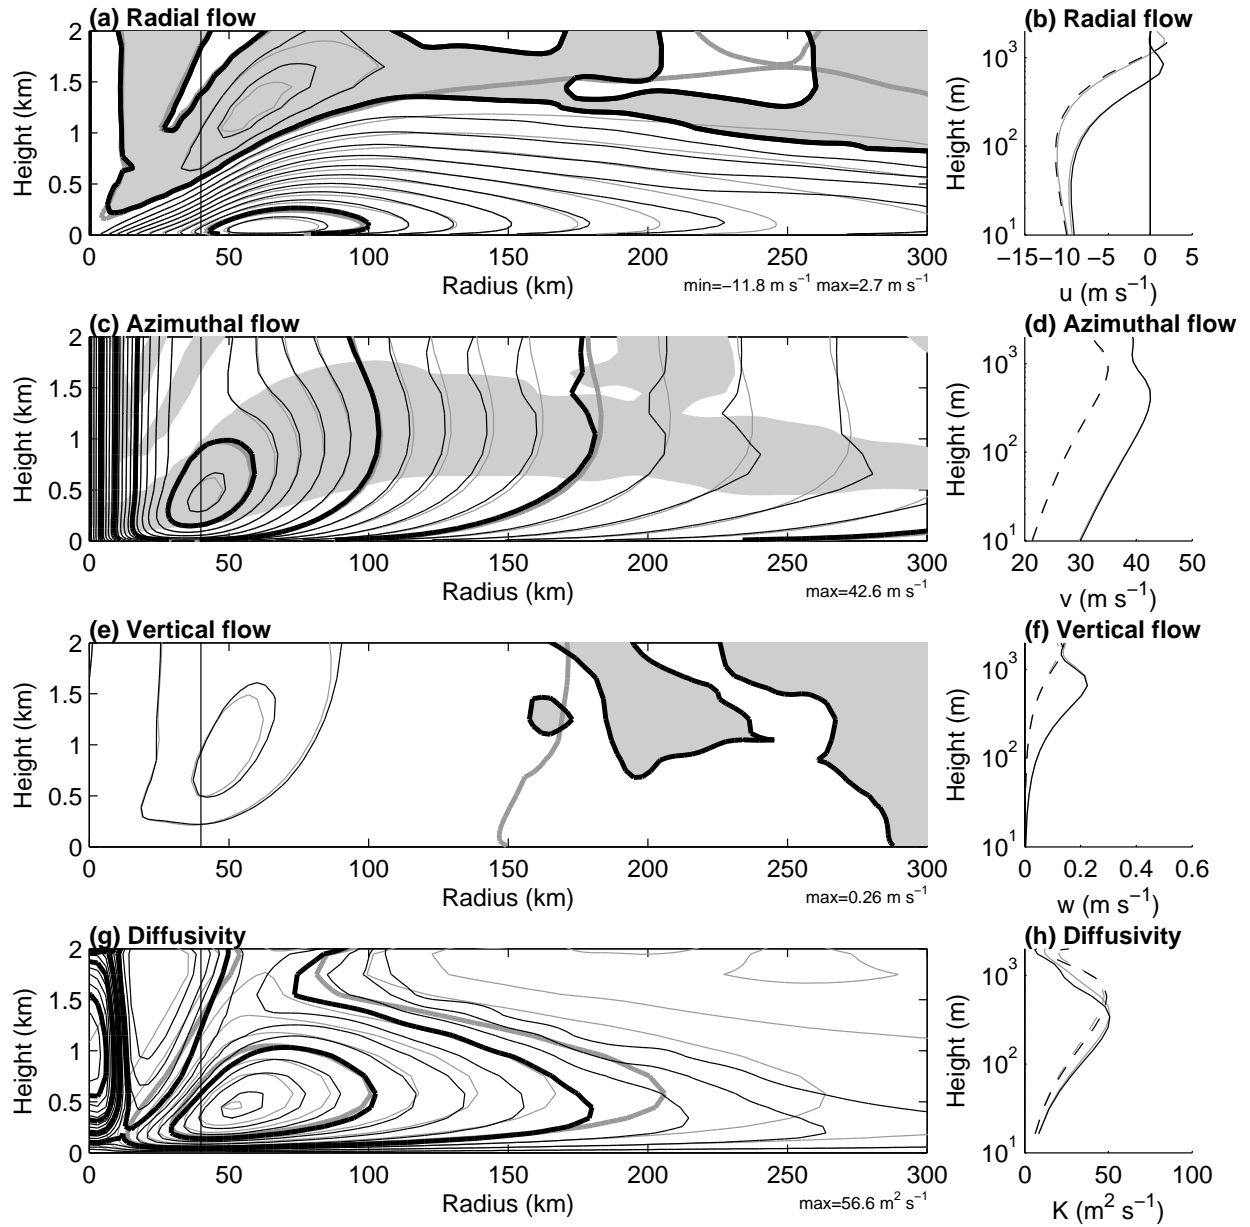 (a) Radial flow
Height (km)
2
1.5
1
0.5
0
0 50 100 150 200 250 300
Radius (km)
min=−11.8 m s⁻¹ max=2.7 m s⁻¹
(b) Radial flow
Height (m)
10³
10²
10¹
−15 −10 −5 0 5
u (m s⁻¹)
(c) Azimuthal flow
Height (km)
2
1.5
1
0.5
0
0 50 100 150 200 250 300
Radius (km)
max=42.6 m s⁻¹
(d) Azimuthal flow
Height (m)
10³
10²
10¹
20 30 40 50
v (m s⁻¹)
(e) Vertical flow
Height (km)
2
1.5
1
0.5
0
0 50 100 150 200 250 300
Radius (km)
max=0.26 m s⁻¹
(f) Vertical flow
Height (m)
10³
10²
10¹
0 0.2 0.4 0.6
w (m s⁻¹)
(g) Diffusivity
Height (km)
2
1.5
1
0.5
0
0 50 100 150 200 250 300
Radius (km)
max=56.6 m² s⁻¹
(h) Diffusivity
Height (m)
10³
10²
10¹
0 50 100
K (m² s⁻¹)